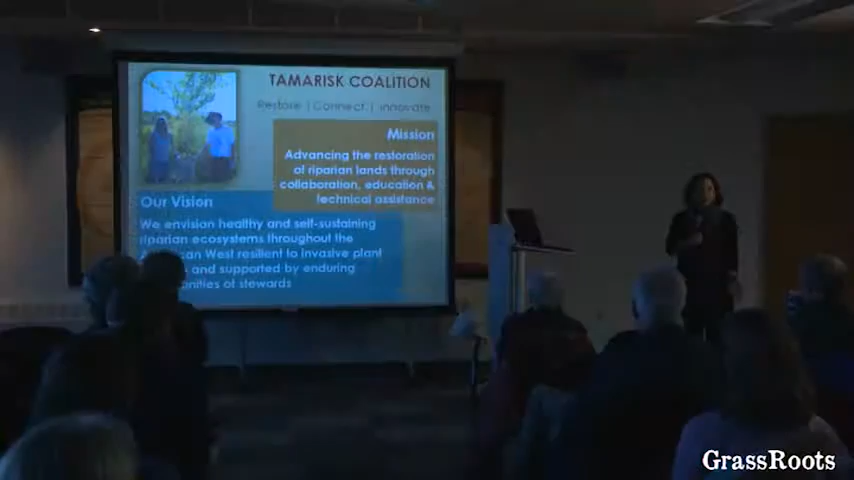 TAMARISK COALITION
Restore | Connect | Innovate
Mission
Advancing the restoration
of riparian lands through
collaboration, education &
technical assistance
Our Vision
We envision healthy and self-sustaining
riparian ecosystems throughout the
can West resilient to invasive plant
and supported by enduring
of stewards
GrassRoots